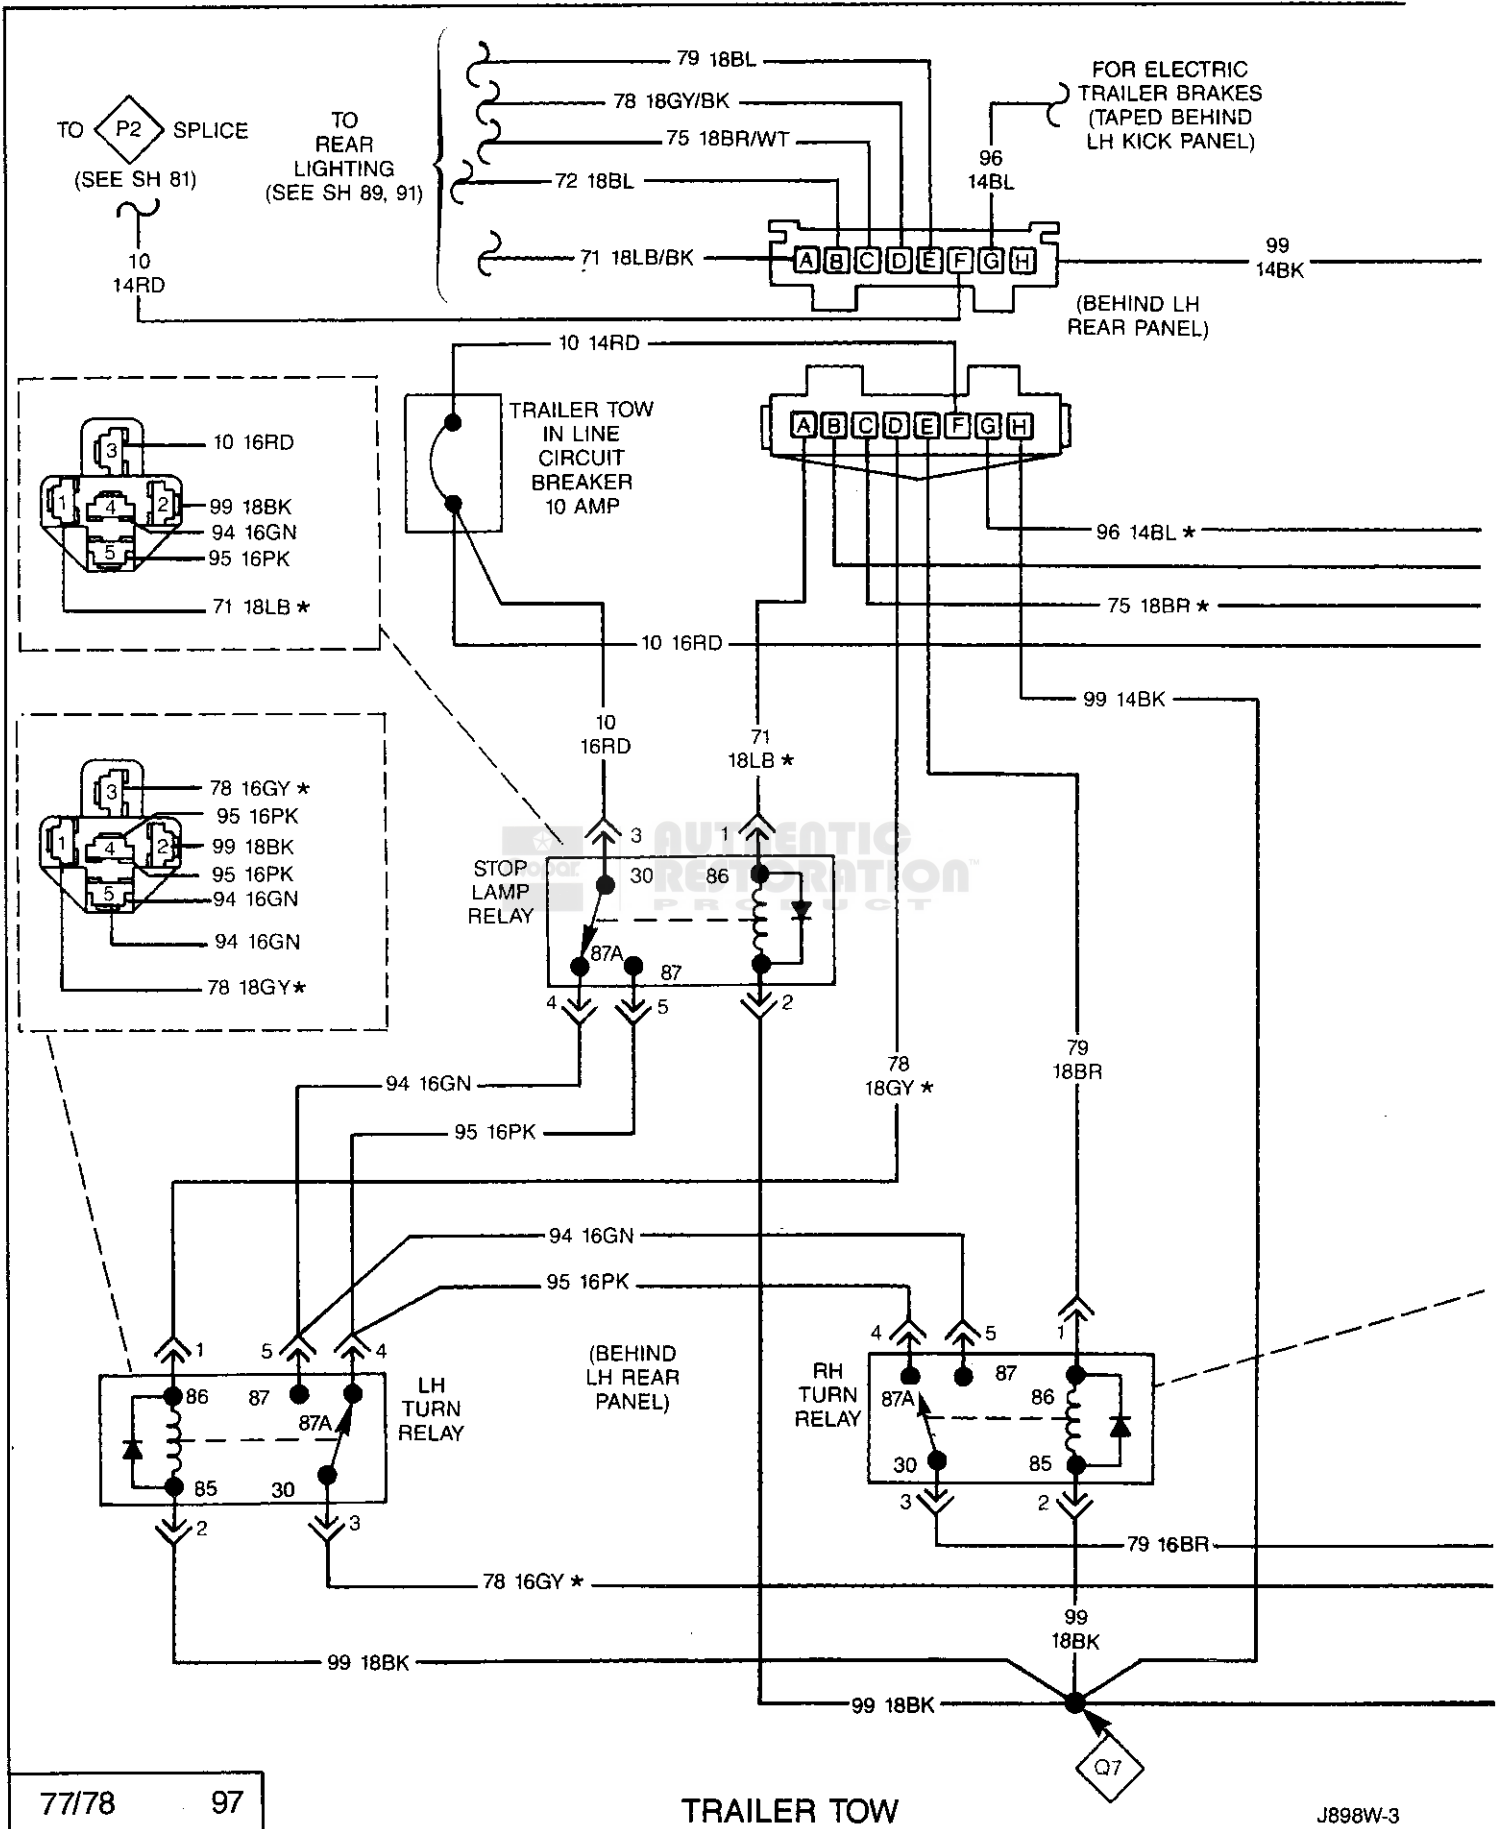 TO P2 SPLICE
(SEE SH 81)
10
14RD
TO
REAR
LIGHTING
(SEE SH 89, 91)
79 18BL
78 18GY/BK
75 18BR/WT
72 18BL
71 18LB/BK
FOR ELECTRIC
TRAILER BRAKES
(TAPED BEHIND
LH KICK PANEL)
96
14BL
A B C D E F G H
99
14BK
(BEHIND LH
REAR PANEL)
10 14RD
TRAILER TOW
IN LINE
CIRCUIT
BREAKER
10 AMP
A B C D E F G H
96 14BL *
75 18BR *
10 16RD
99 14BK
3
1
4
2
5
10 16RD
99 18BK
94 16GN
95 16PK
71 18LB *
10
16RD
71
18LB *
3
1
4
2
5
78 16GY *
95 16PK
99 18BK
95 16PK
94 16GN
94 16GN
78 18GY *
AUTHENTIC
RESTORATION™
PRODUCT
Mopar
STOP
LAMP
RELAY
3
1
30
86
87A
87
4
5
2
94 16GN
95 16PK
78
18GY *
79
18BR
94 16GN
95 16PK
1
5
4
86
87
87A
85
30
2
3
LH
TURN
RELAY
(BEHIND
LH REAR
PANEL)
RH
TURN
RELAY
4
5
1
87A
87
86
30
85
3
2
79 16BR
78 16GY *
99
18BK
99 18BK
99 18BK
Q7
77/78 97
TRAILER TOW
J898W-3